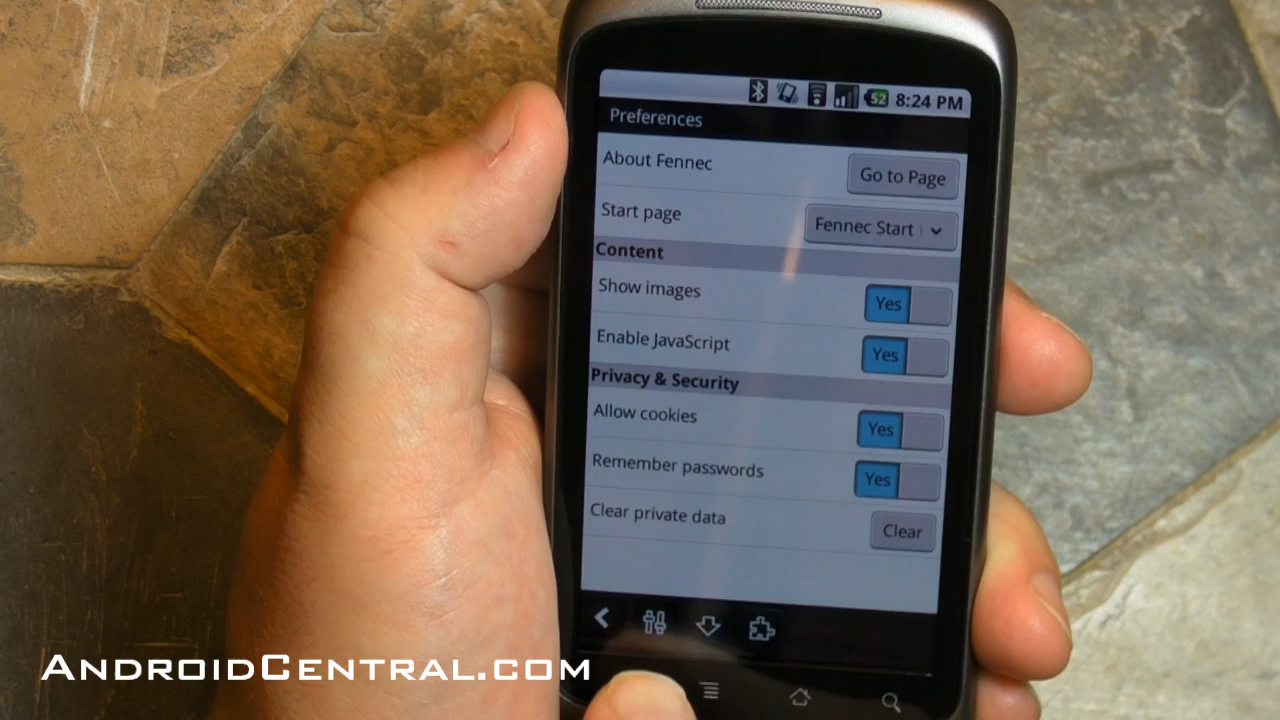 52 8:24 PM
Preferences
About Fennec Go to Page
Start page Fennec Start
Content
Show images Yes
Enable JavaScript Yes
Privacy & Security
Allow cookies Yes
Remember passwords Yes
Clear private data Clear
ANDROIDCENTRAL.COM